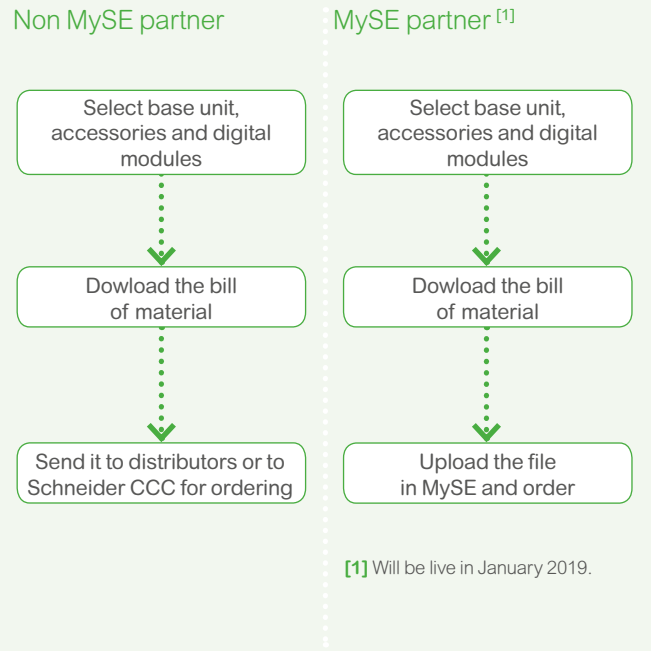 Non MySE partner
Select base unit,
accessories and digital
modules
Dowload the bill
of material
Send it to distributors or to
Schneider CCC for ordering
MySE partner [1]
Select base unit,
accessories and digital
modules
Dowload the bill
of material
Upload the file
in MySE and order
[1] Will be live in January 2019.